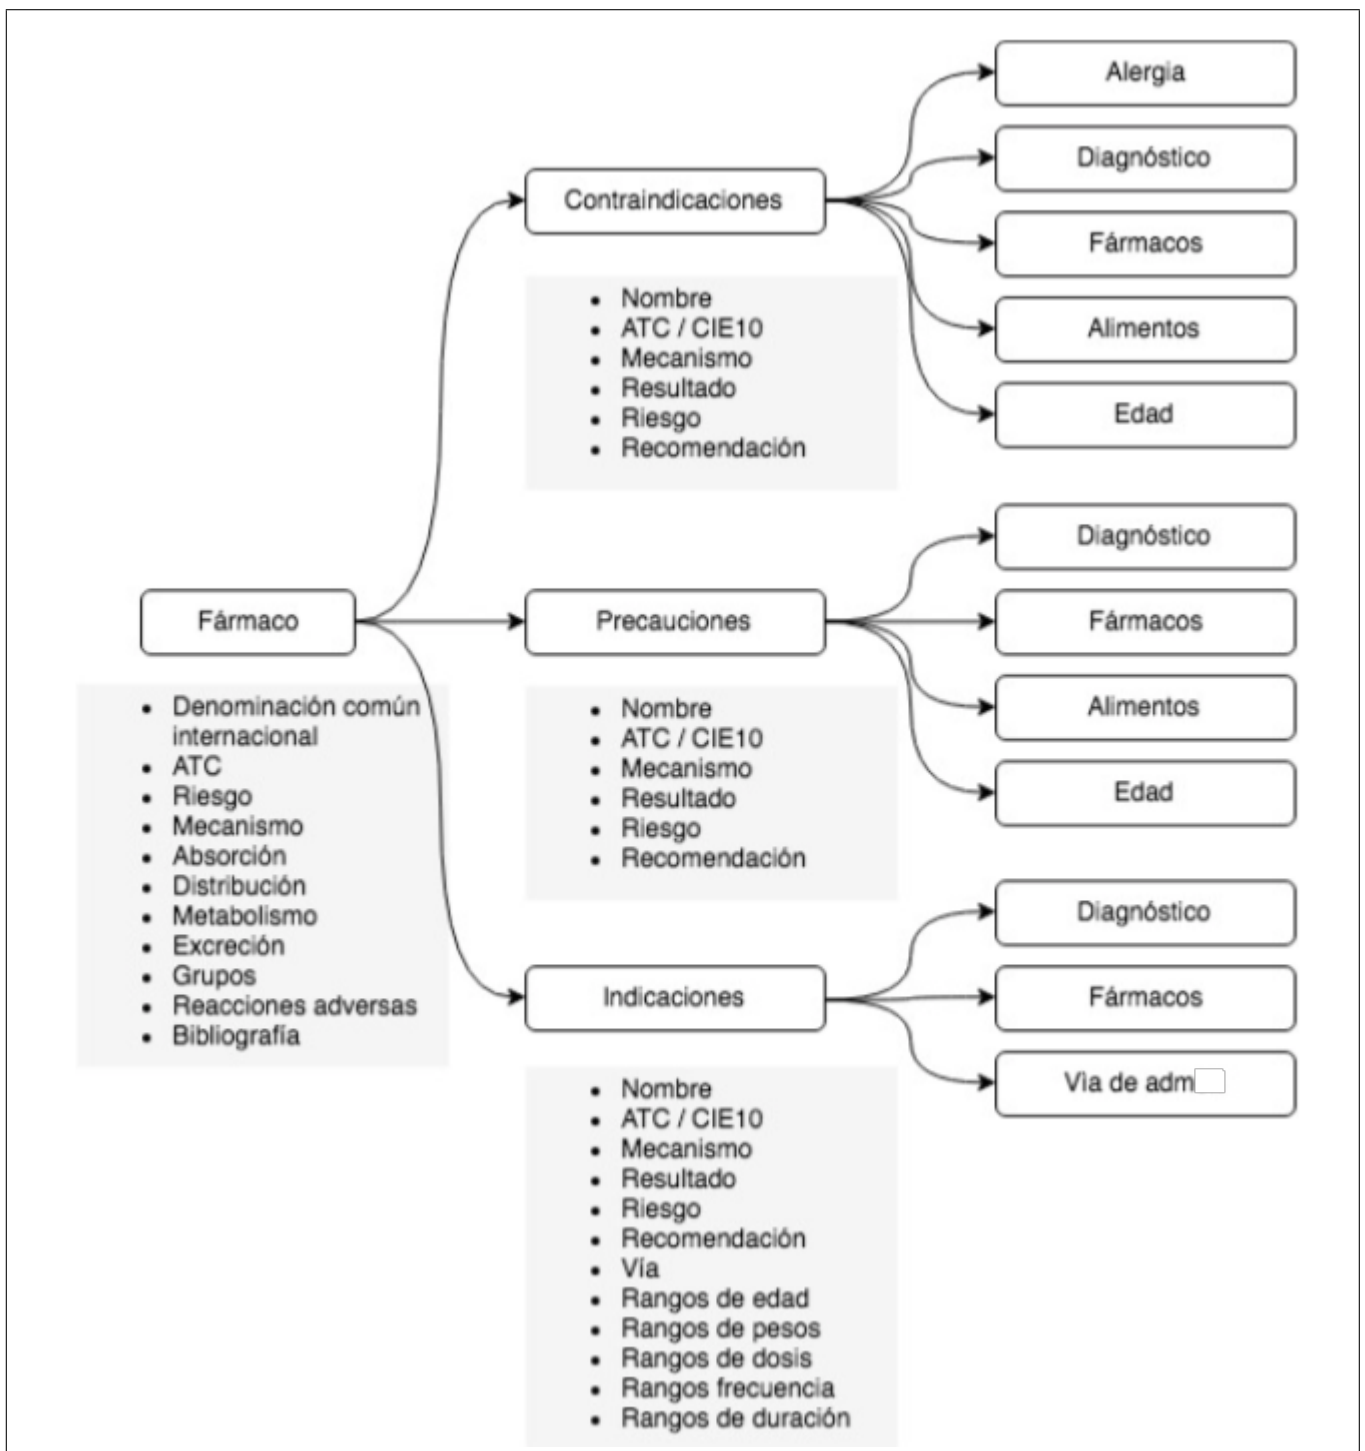 Alergia
Diagnóstico
Contraindicaciones
Fármacos
• Nombre
• ATC / CIE10
• Mecanismo
• Resultado
• Riesgo
• Recomendación
Alimentos
Edad
Fármaco
• Denominación común
internacional
• ATC
• Riesgo
• Mecanismo
• Absorción
• Distribución
• Metabolismo
• Excreción
• Grupos
• Reacciones adversas
• Bibliografía
Precauciones
• Nombre
• ATC / CIE10
• Mecanismo
• Resultado
• Riesgo
• Recomendación
Diagnóstico
Fármacos
Alimentos
Edad
Indicaciones
• Nombre
• ATC / CIE10
• Mecanismo
• Resultado
• Riesgo
• Recomendación
• Vía
• Rangos de edad
• Rangos de pesos
• Rangos de dosis
• Rangos frecuencia
• Rangos de duración
Diagnóstico
Fármacos
Vìa de adm